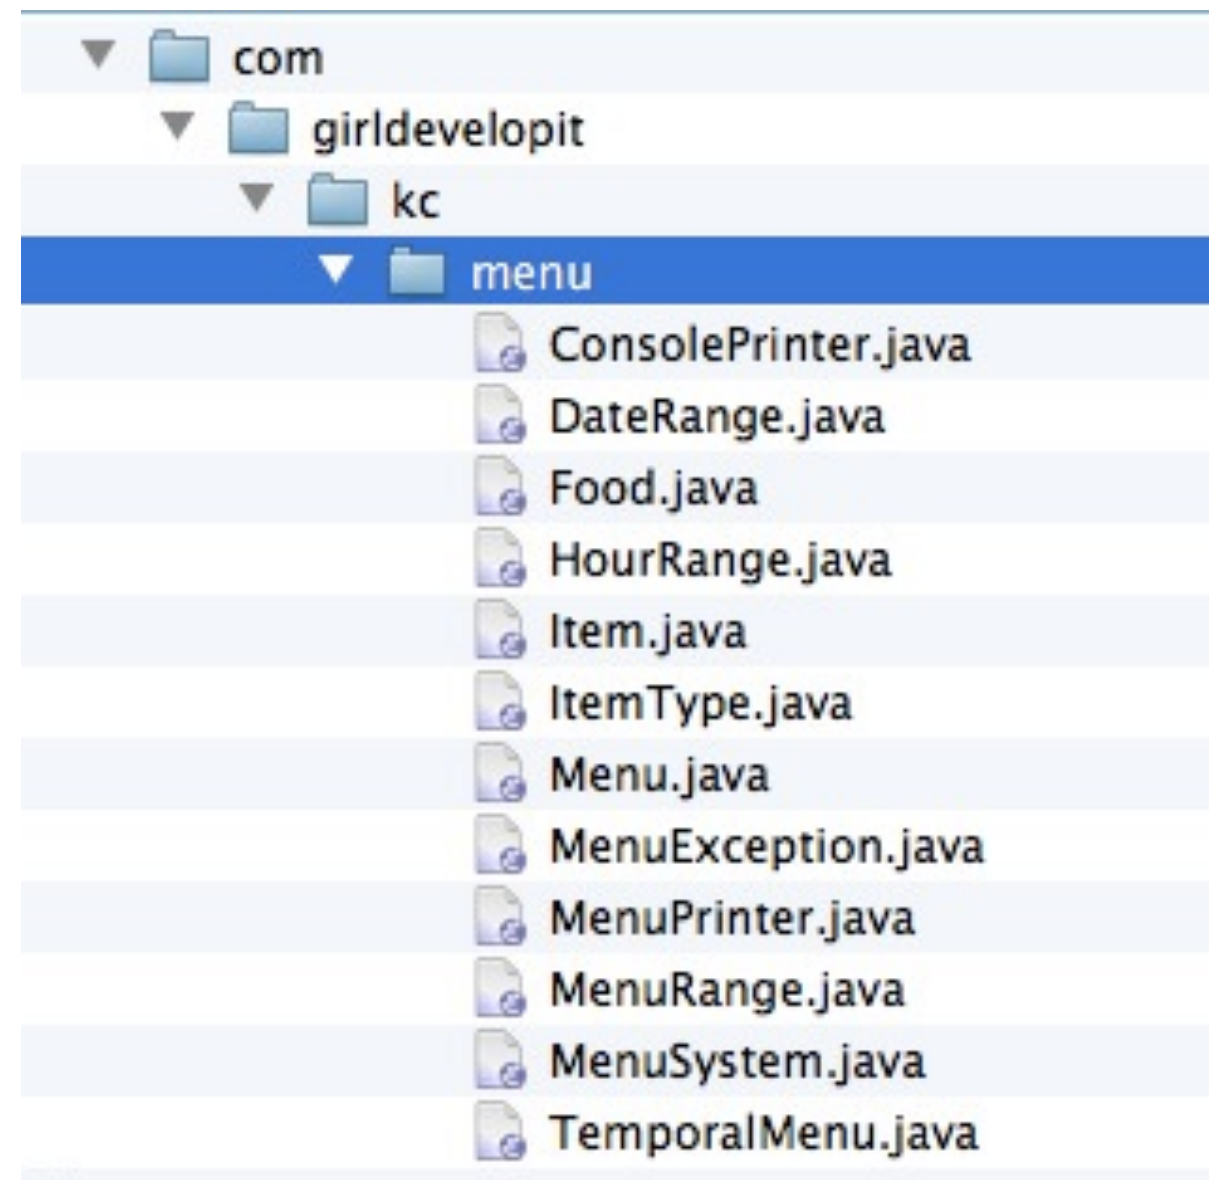 com
girldevelopit
kc
menu
ConsolePrinter.java
DateRange.java
Food.java
HourRange.java
Item.java
ItemType.java
Menu.java
MenuException.java
MenuPrinter.java
MenuRange.java
MenuSystem.java
TemporalMenu.java